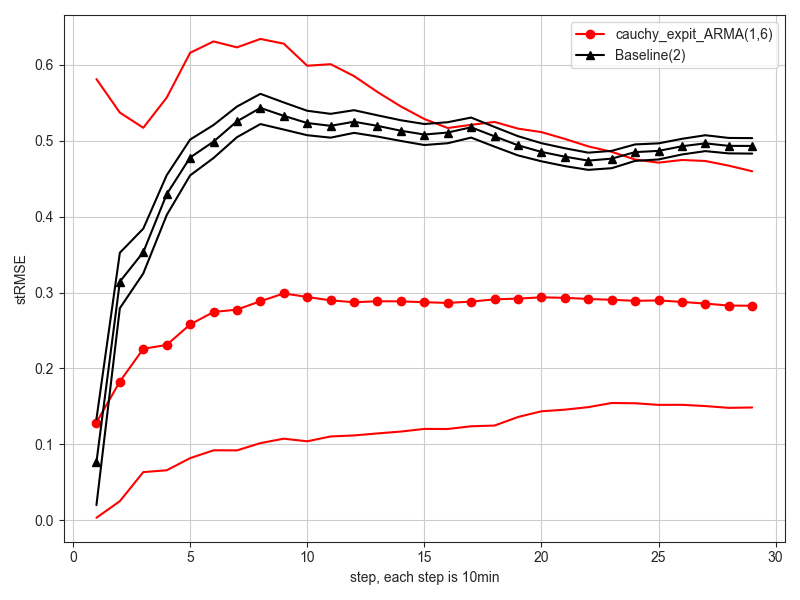 cauchy_expit_ARMA(1,6)
Baseline(2)
0.6
0.5
0.4
0.3
0.2
0.1
0.0
stRMSE
0 5 10 15 20 25 30
step, each step is 10min